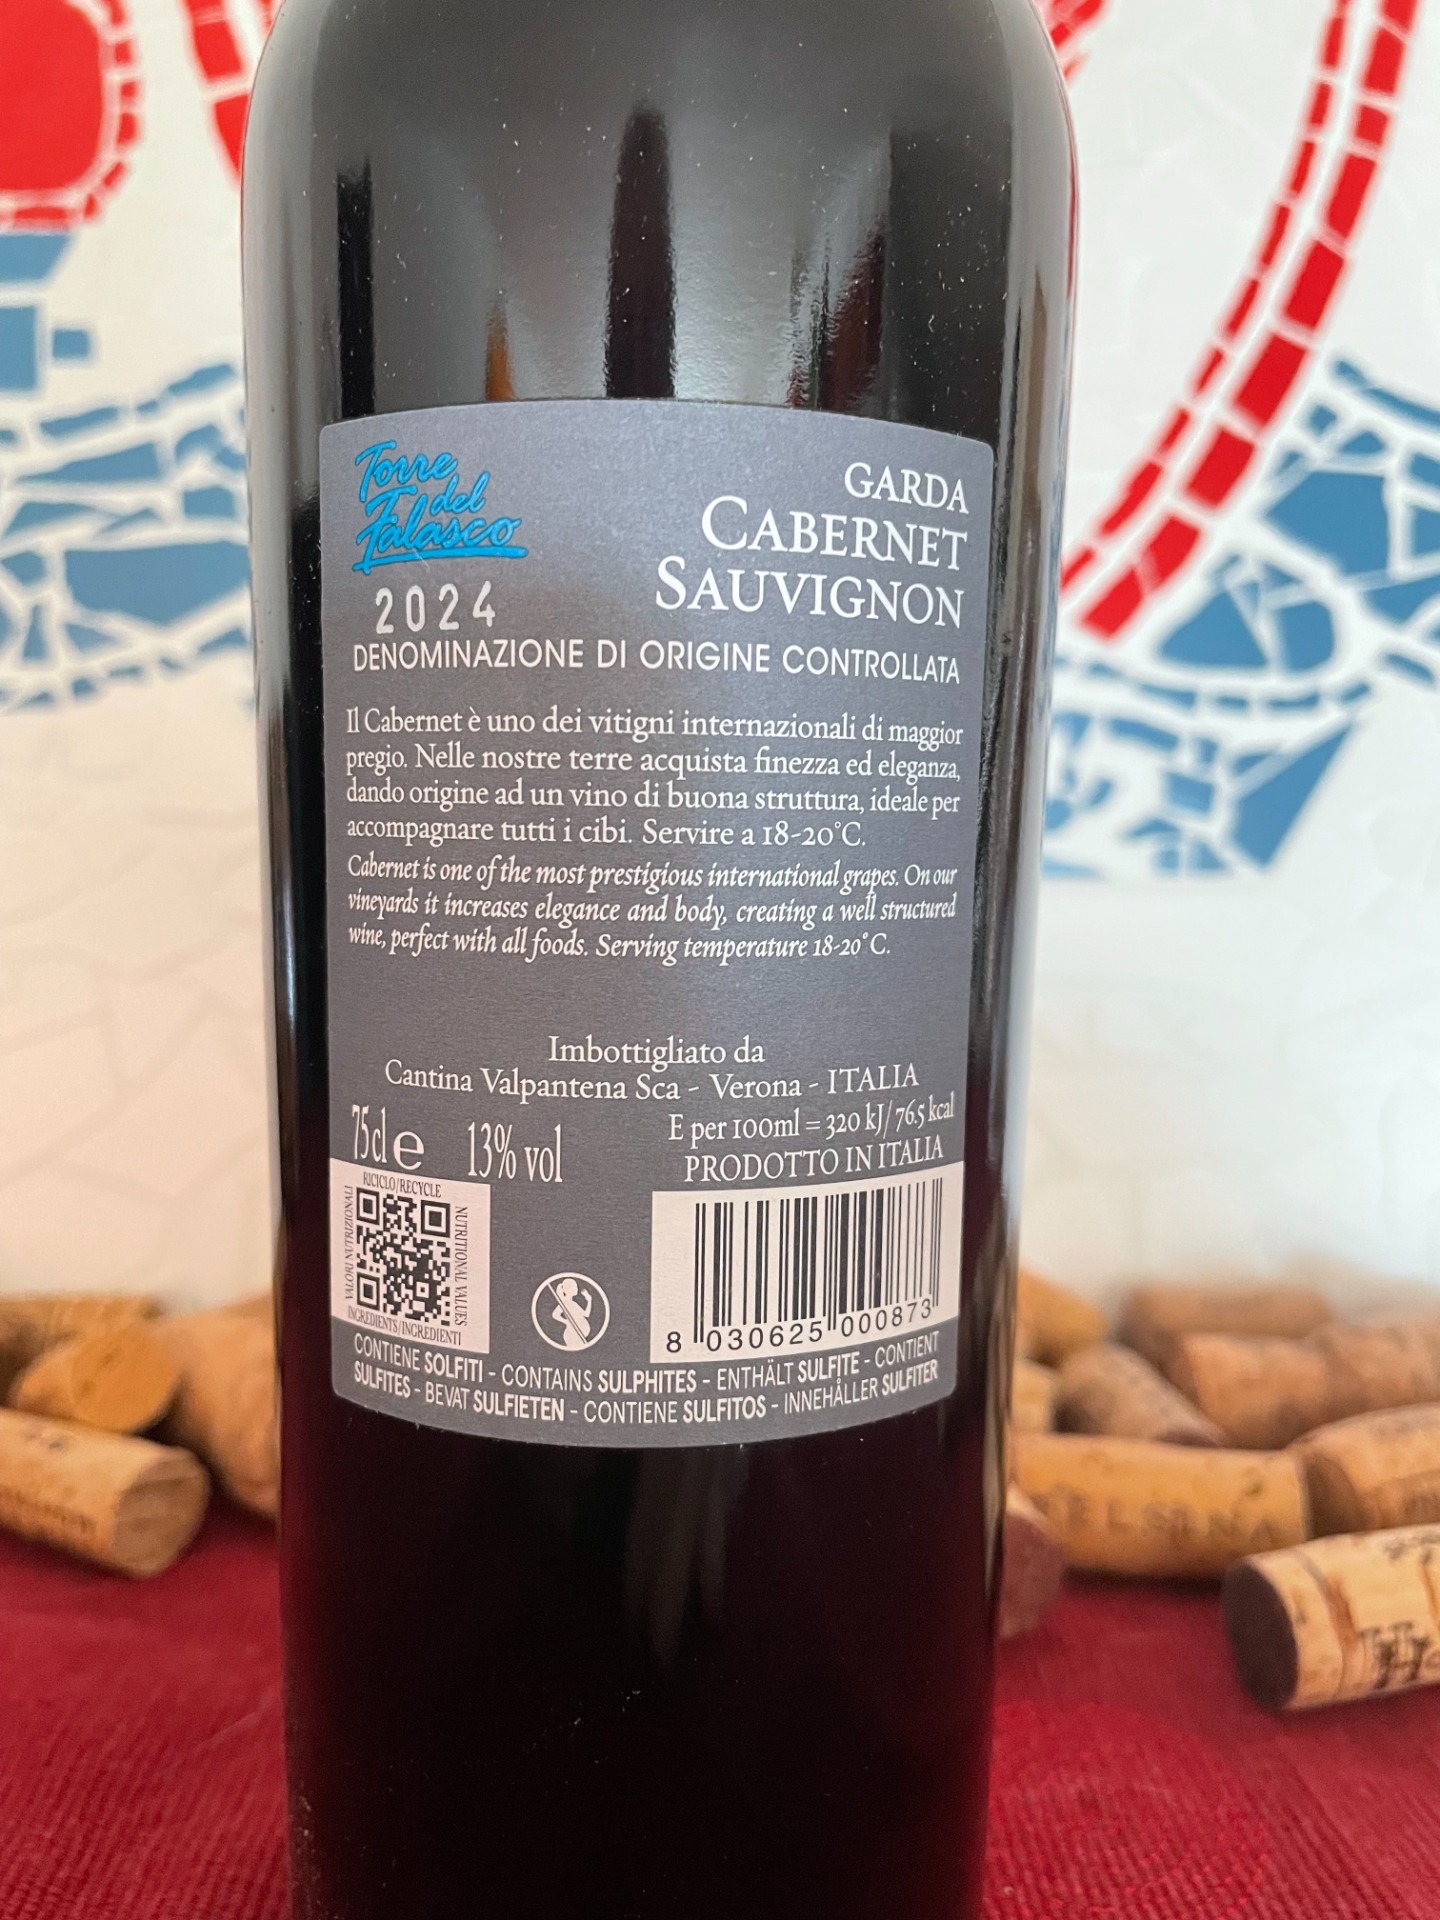 Torre
del
Falasco
2024
GARDA
CABERNET
SAUVIGNON
DENOMINAZIONE DI ORIGINE CONTROLLATA
Il Cabernet è uno dei vitigni internazionali di maggior
pregio. Nelle nostre terre acquista finezza ed eleganza,
dando origine ad un vino di buona struttura, ideale per
accompagnare tutti i cibi. Servire a 18-20°C.
Cabernet is one of the most prestigious international grapes. On our
vineyards it increases elegance and body, creating a well structured
wine, perfect with all foods. Serving temperature 18-20°C.
Imbottigliato da
Cantina Valpantena Sca - Verona - ITALIA
75cl e 13% vol
E per 100ml = 320 kJ/ 76.5 kcal
PRODOTTO IN ITALIA
RICICLO/RECYCLE
VALORI NUTRIZIONALI
NUTRITIONAL VALUES
INGREDIENTS/INGREDIENTI
8 030625 000873
CONTIENE SOLFITI - CONTAINS SULPHITES - ENTHÄLT SULFITE - CONTIENT
SULFITES - BEVAT SULFIETEN - CONTIENE SULFITOS - INNEHÅLLER SULFITER